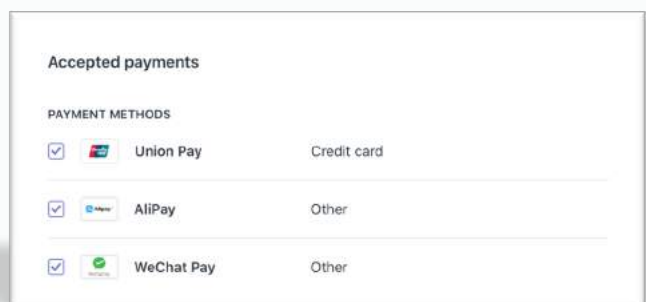 Accepted payments
PAYMENT METHODS
Union Pay Credit card
AliPay Other
WeChat Pay Other